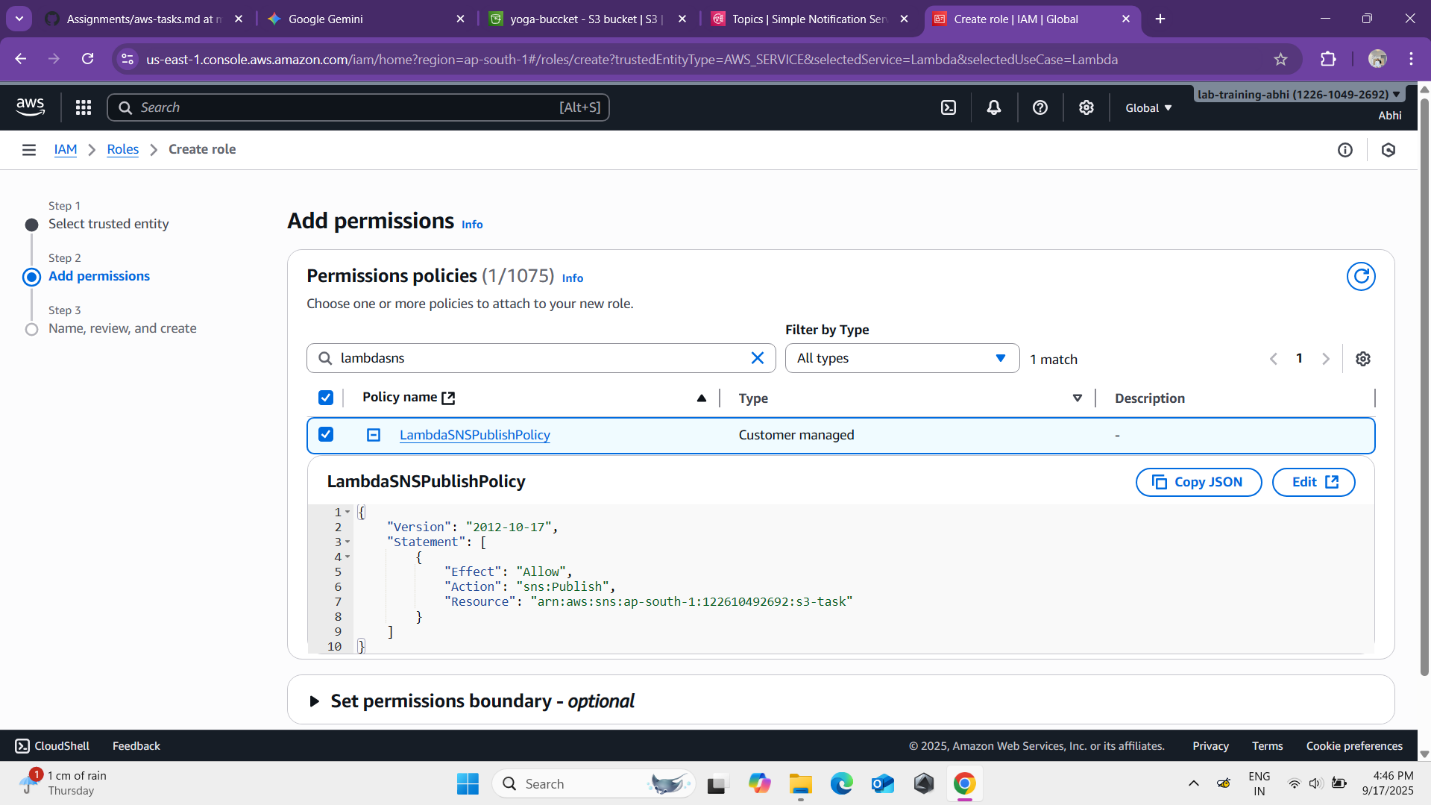 Assignments/aws-tasks.md at n
Google Gemini
yoga-buccket - S3 bucket | S3 |
Topics | Simple Notification Serv
Create role | IAM | Global
us-east-1.console.aws.amazon.com/iam/home?region=ap-south-1#/roles/create?trustedEntityType=AWS_SERVICE&selectedService=Lambda&selectedUseCase=Lambda
aws
Search
[Alt+S]
Global
lab-training-abhi (1226-1049-2692)
Abhi
IAM
Roles
Create role
Step 1
Select trusted entity
Step 2
Add permissions
Step 3
Name, review, and create
Add permissions Info
Permissions policies (1/1075) Info
Choose one or more policies to attach to your new role.
Filter by Type
lambdasns
All types
1 match
1
Policy name
Type
Description
LambdaSNSPublishPolicy
Customer managed
-
LambdaSNSPublishPolicy
Copy JSON
Edit
1 {
2 "Version": "2012-10-17",
3 "Statement": [
4 {
5 "Effect": "Allow",
6 "Action": "sns:Publish",
7 "Resource": "arn:aws:sns:ap-south-1:122610492692:s3-task"
8 }
9 ]
10 }
Set permissions boundary - optional
CloudShell
Feedback
© 2025, Amazon Web Services, Inc. or its affiliates.
Privacy
Terms
Cookie preferences
1
1 cm of rain
Thursday
Search
ENG
IN
4:46 PM
9/17/2025